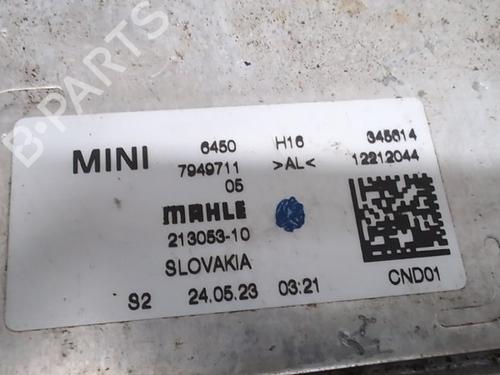 B-PARTS
MINI 6450 H16 345614
7949711 >AL< 12212044
05
MAHLE
213053-10
SLOVAKIA
S2 24.05.23 03:21 CND01